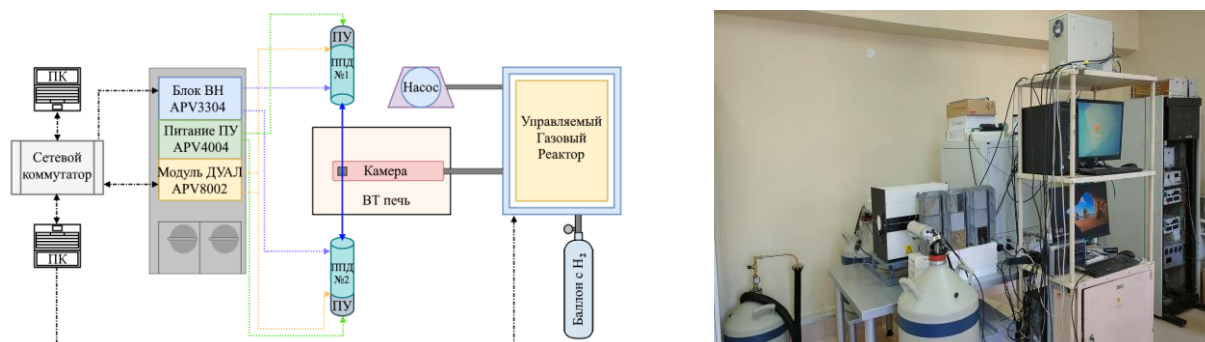 ПК
Сетевой
коммутатор
ПК
Блок ВН
APV3304
Питание ПУ
APV4004
Модуль ДУАЛ
APV8002
ПУ
ППД
№1
Насос
Камера
ВТ печь
ППД
№2
ПУ
Управляемый
Газовый
Реактор
Баллон с H₂